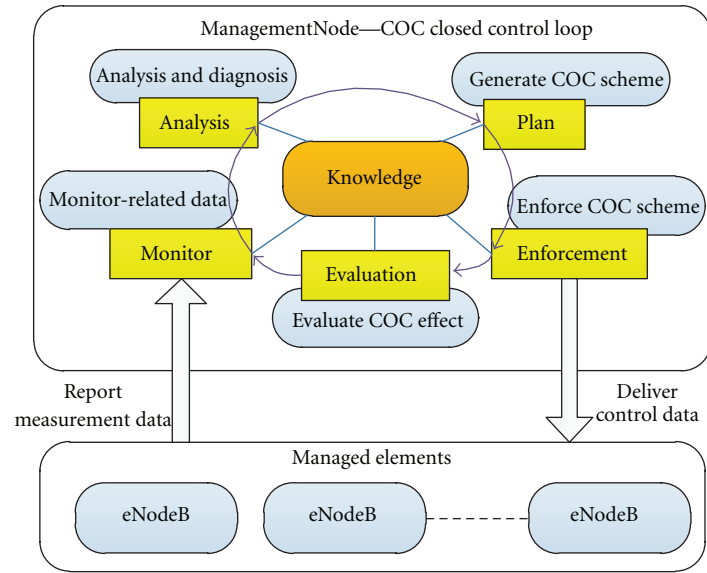 ManagementNode—COC closed control loop
Analysis and diagnosis
Generate COC scheme
Analysis
Plan
Knowledge
Monitor-related data
Enforce COC scheme
Monitor
Evaluation
Enforcement
Evaluate COC effect
Report
measurement data
Deliver
control data
Managed elements
eNodeB
eNodeB
eNodeB